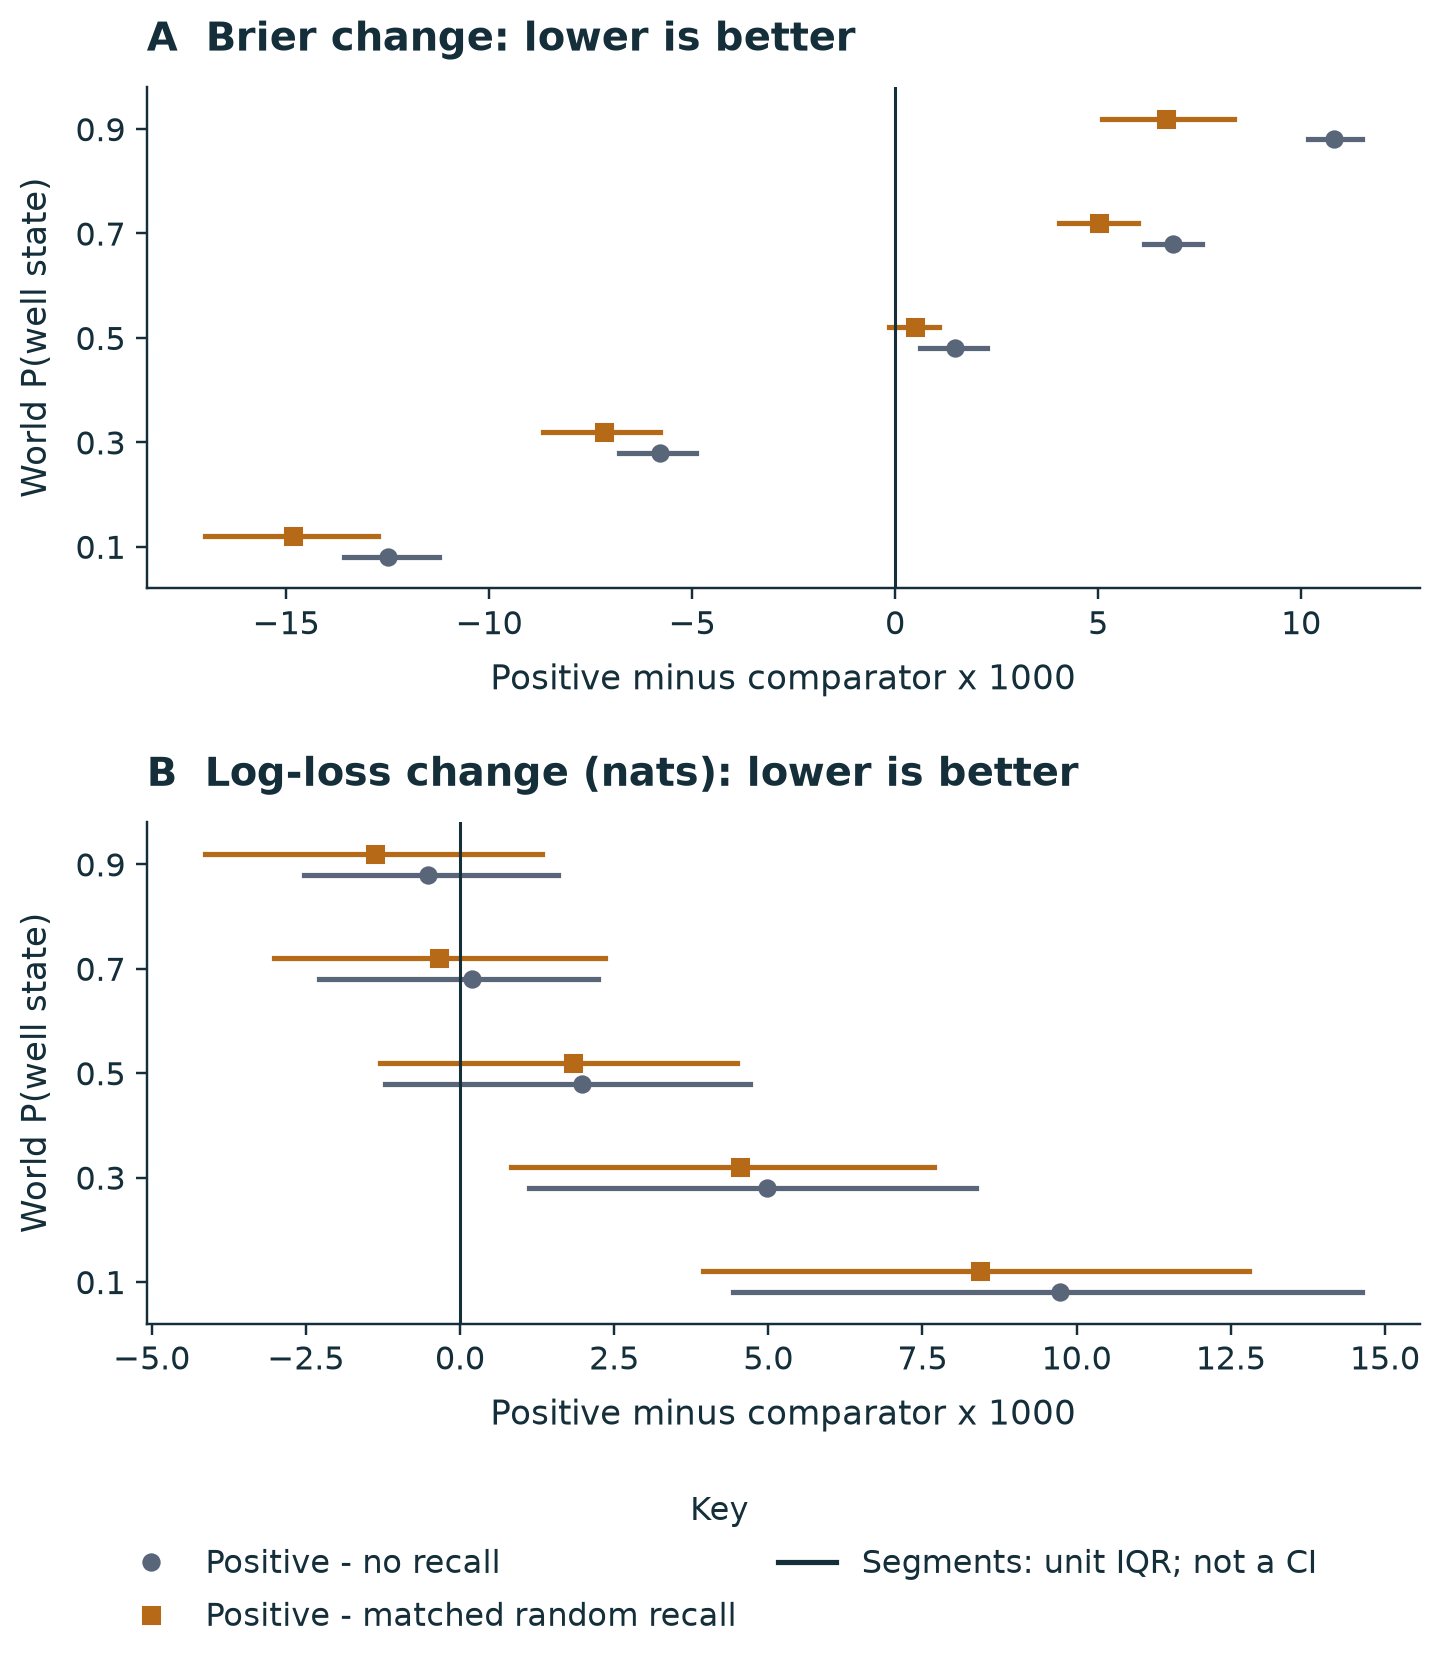 A Brier change: lower is better
World P(well state)
0.9
0.7
0.5
0.3
0.1
−15 −10 −5 0 5 10
Positive minus comparator x 1000
B Log-loss change (nats): lower is better
World P(well state)
0.9
0.7
0.5
0.3
0.1
−5.0 −2.5 0.0 2.5 5.0 7.5 10.0 12.5 15.0
Positive minus comparator x 1000
Key
Positive - no recall
Positive - matched random recall
Segments: unit IQR; not a CI